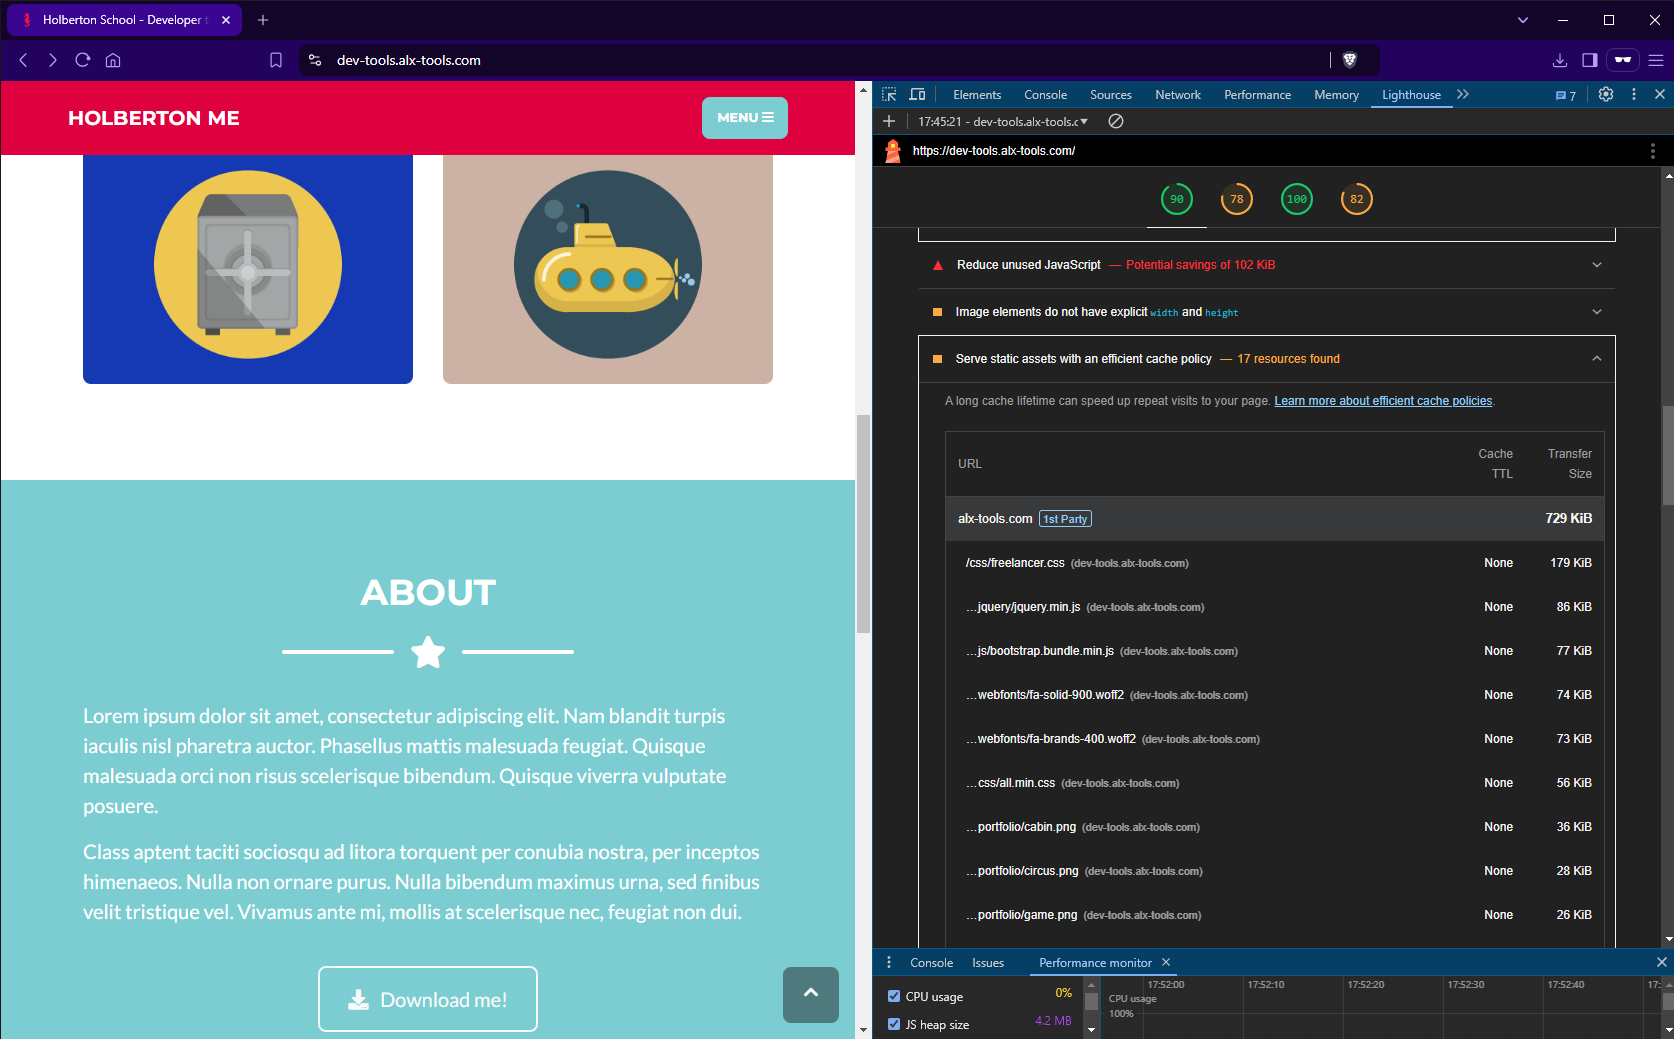 Holberton School - Developer
dev-tools.alx-tools.com
HOLBERTON ME
MENU
ABOUT
Lorem ipsum dolor sit amet, consectetur adipiscing elit. Nam blandit turpis
iaculis nisl pharetra auctor. Phasellus mattis malesuada feugiat. Quisque
malesuada orci non risus scelerisque bibendum. Quisque viverra vulputate
posuere.
Class aptent taciti sociosqu ad litora torquent per conubia nostra, per inceptos
himenaeos. Nulla non ornare purus. Nulla bibendum maximus urna, sed finibus
velit tristique vel. Vivamus ante mi, mollis at scelerisque nec, feugiat non dui.
Download me!
Elements Console Sources Network Performance Memory Lighthouse 7
17:45:21 - dev-tools.alx-tools.c
https://dev-tools.alx-tools.com/
90 78 100 82
Reduce unused JavaScript — Potential savings of 102 KiB
Image elements do not have explicit width and height
Serve static assets with an efficient cache policy — 17 resources found
A long cache lifetime can speed up repeat visits to your page. Learn more about efficient cache policies.
URL Cache TTL Transfer Size
alx-tools.com 1st Party 729 KiB
/css/freelancer.css (dev-tools.alx-tools.com) None 179 KiB
…jquery/jquery.min.js (dev-tools.alx-tools.com) None 86 KiB
…js/bootstrap.bundle.min.js (dev-tools.alx-tools.com) None 77 KiB
…webfonts/fa-solid-900.woff2 (dev-tools.alx-tools.com) None 74 KiB
…webfonts/fa-brands-400.woff2 (dev-tools.alx-tools.com) None 73 KiB
…css/all.min.css (dev-tools.alx-tools.com) None 56 KiB
…portfolio/cabin.png (dev-tools.alx-tools.com) None 36 KiB
…portfolio/circus.png (dev-tools.alx-tools.com) None 28 KiB
…portfolio/game.png (dev-tools.alx-tools.com) None 26 KiB
Console Issues Performance monitor
CPU usage 0%
JS heap size 4.2 MB
17:52:00 17:52:10 17:52:20 17:52:30 17:52:40 17:
CPU usage
100%